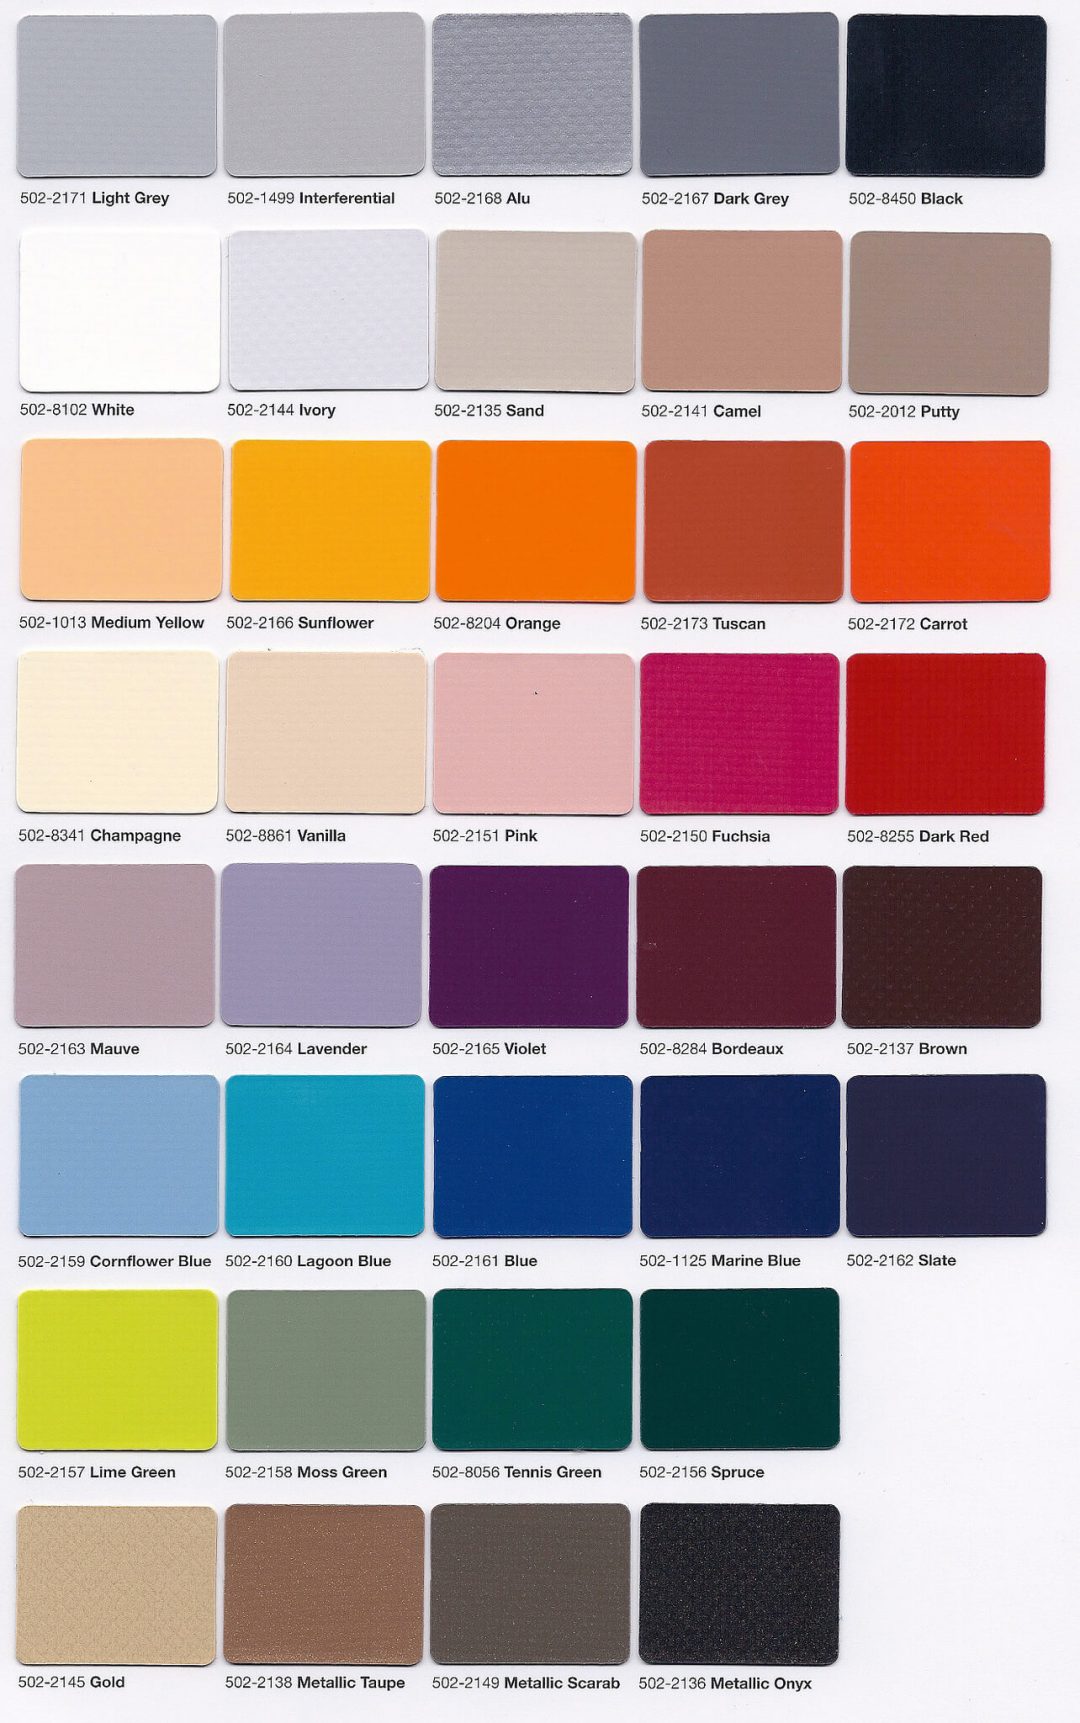 502-2171 Light Grey 502-1499 Interferential 502-2168 Alu 502-2167 Dark Grey 502-8450 Black
502-8102 White 502-2144 Ivory 502-2135 Sand 502-2141 Camel 502-2012 Putty
502-1013 Medium Yellow 502-2166 Sunflower 502-8204 Orange 502-2173 Tuscan 502-2172 Carrot
502-8341 Champagne 502-8861 Vanilla 502-2151 Pink 502-2150 Fuchsia 502-8255 Dark Red
502-2163 Mauve 502-2164 Lavender 502-2165 Violet 502-8284 Bordeaux 502-2137 Brown
502-2159 Cornflower Blue 502-2160 Lagoon Blue 502-2161 Blue 502-1125 Marine Blue 502-2162 Slate
502-2157 Lime Green 502-2158 Moss Green 502-8056 Tennis Green 502-2156 Spruce
502-2145 Gold 502-2138 Metallic Taupe 502-2149 Metallic Scarab 502-2136 Metallic Onyx